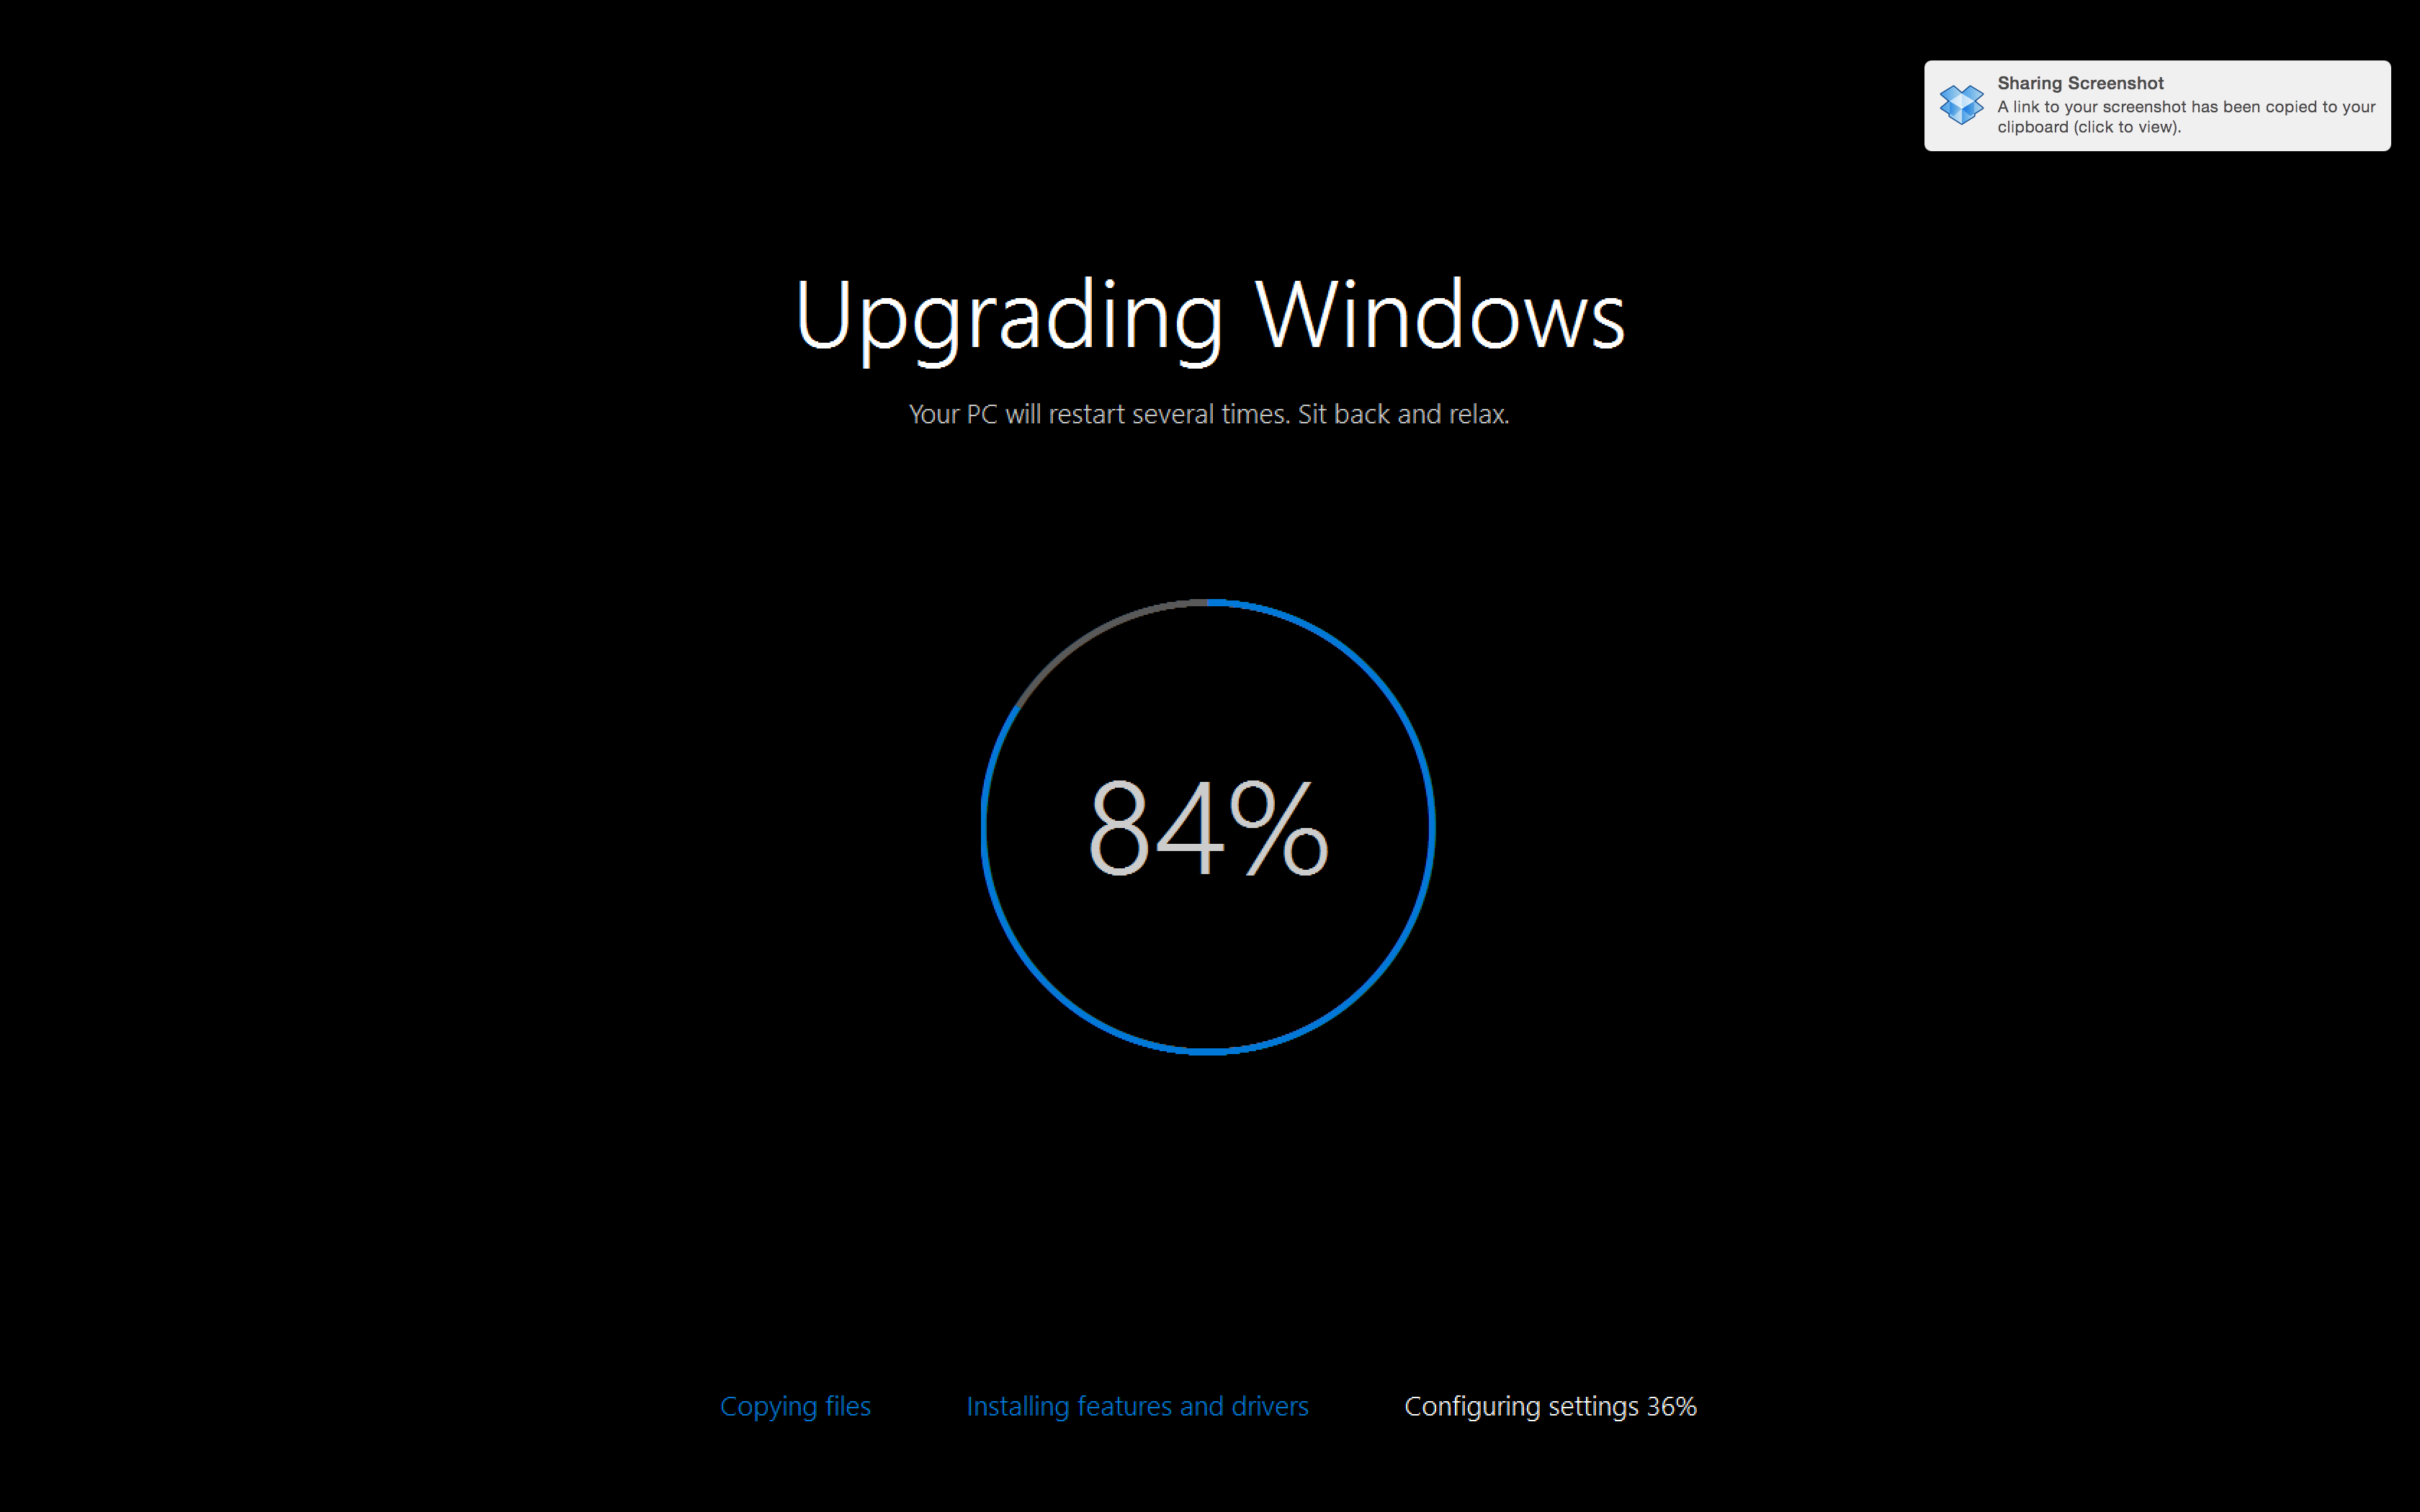 Sharing Screenshot
A link to your screenshot has been copied to your
clipboard (click to view).
Upgrading Windows
Your PC will restart several times. Sit back and relax.
84%
Copying files
Installing features and drivers
Configuring settings 36%